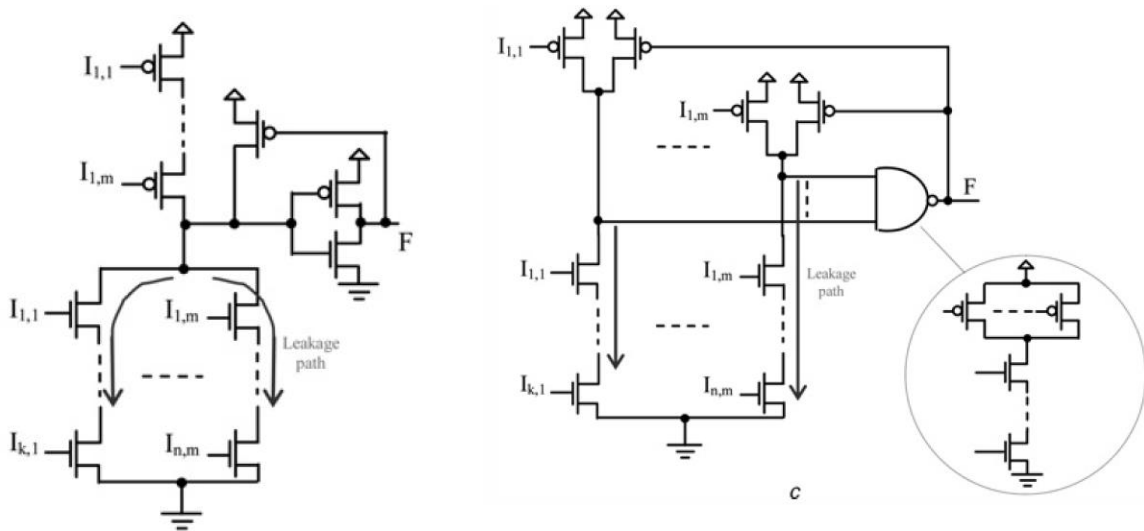 I1,1
I1,m
F
I1,1
I1,m
Leakage
path
Ik,1
In,m
I1,1
I1,m
F
I1,1
I1,m
Leakage
path
Ik,1
In,m
c